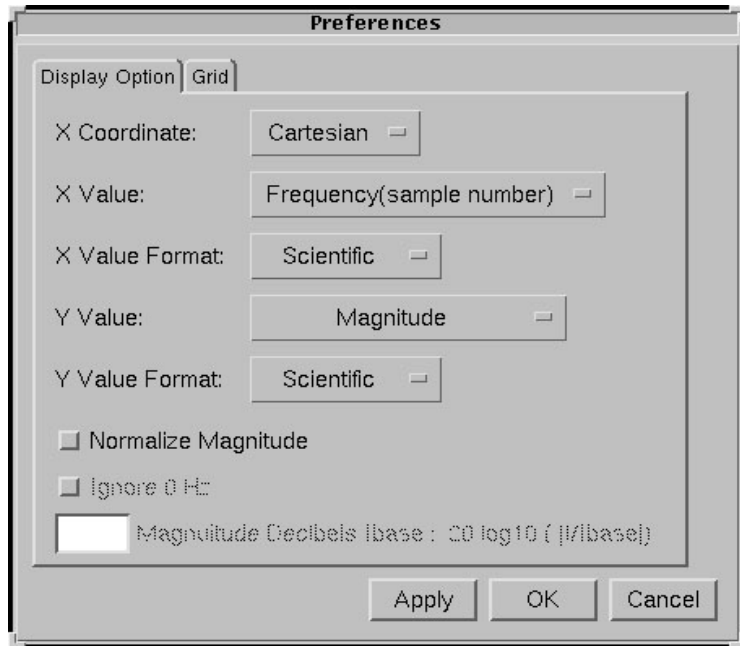 Preferences
Display Option Grid
X Coordinate: Cartesian
X Value: Frequency(sample number)
X Value Format: Scientific
Y Value: Magnitude
Y Value Format: Scientific
Normalize Magnitude
Ignore 0 Hz
Magnuitude Decibels Ibase : 20 log10 ( |I/Ibase|)
Apply OK Cancel